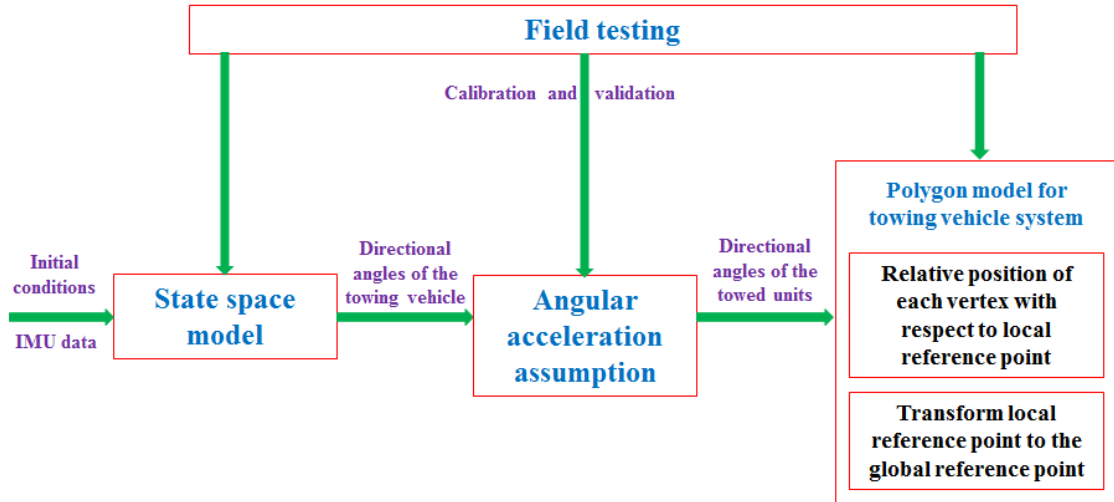 Field testing
Calibration and validation
Polygon model for
towing vehicle system
Initial
conditions
IMU data
State space
model
Directional
angles of the
towing vehicle
Angular
acceleration
assumption
Directional
angles of the
towed units
Relative position of
each vertex with
respect to local
reference point
Transform local
reference point to the
global reference point